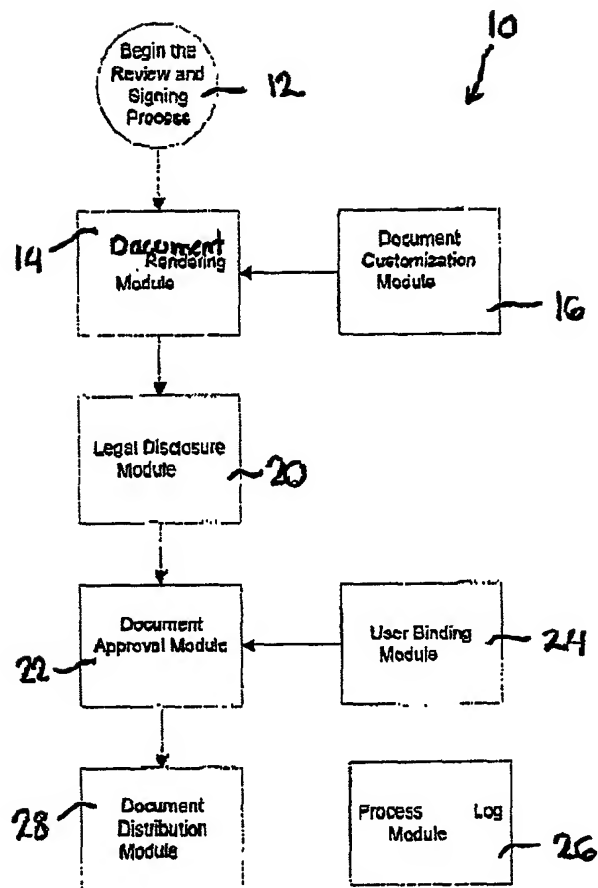 10
Begin the
Review and
Signing
Process
12
14
Document
Rendering
Module
Document
Customization
Module
16
Legal Disclosure
Module
20
Document
Approval Module
22
User Binding
Module
24
28
Document
Distribution
Module
Process Log
Module
26